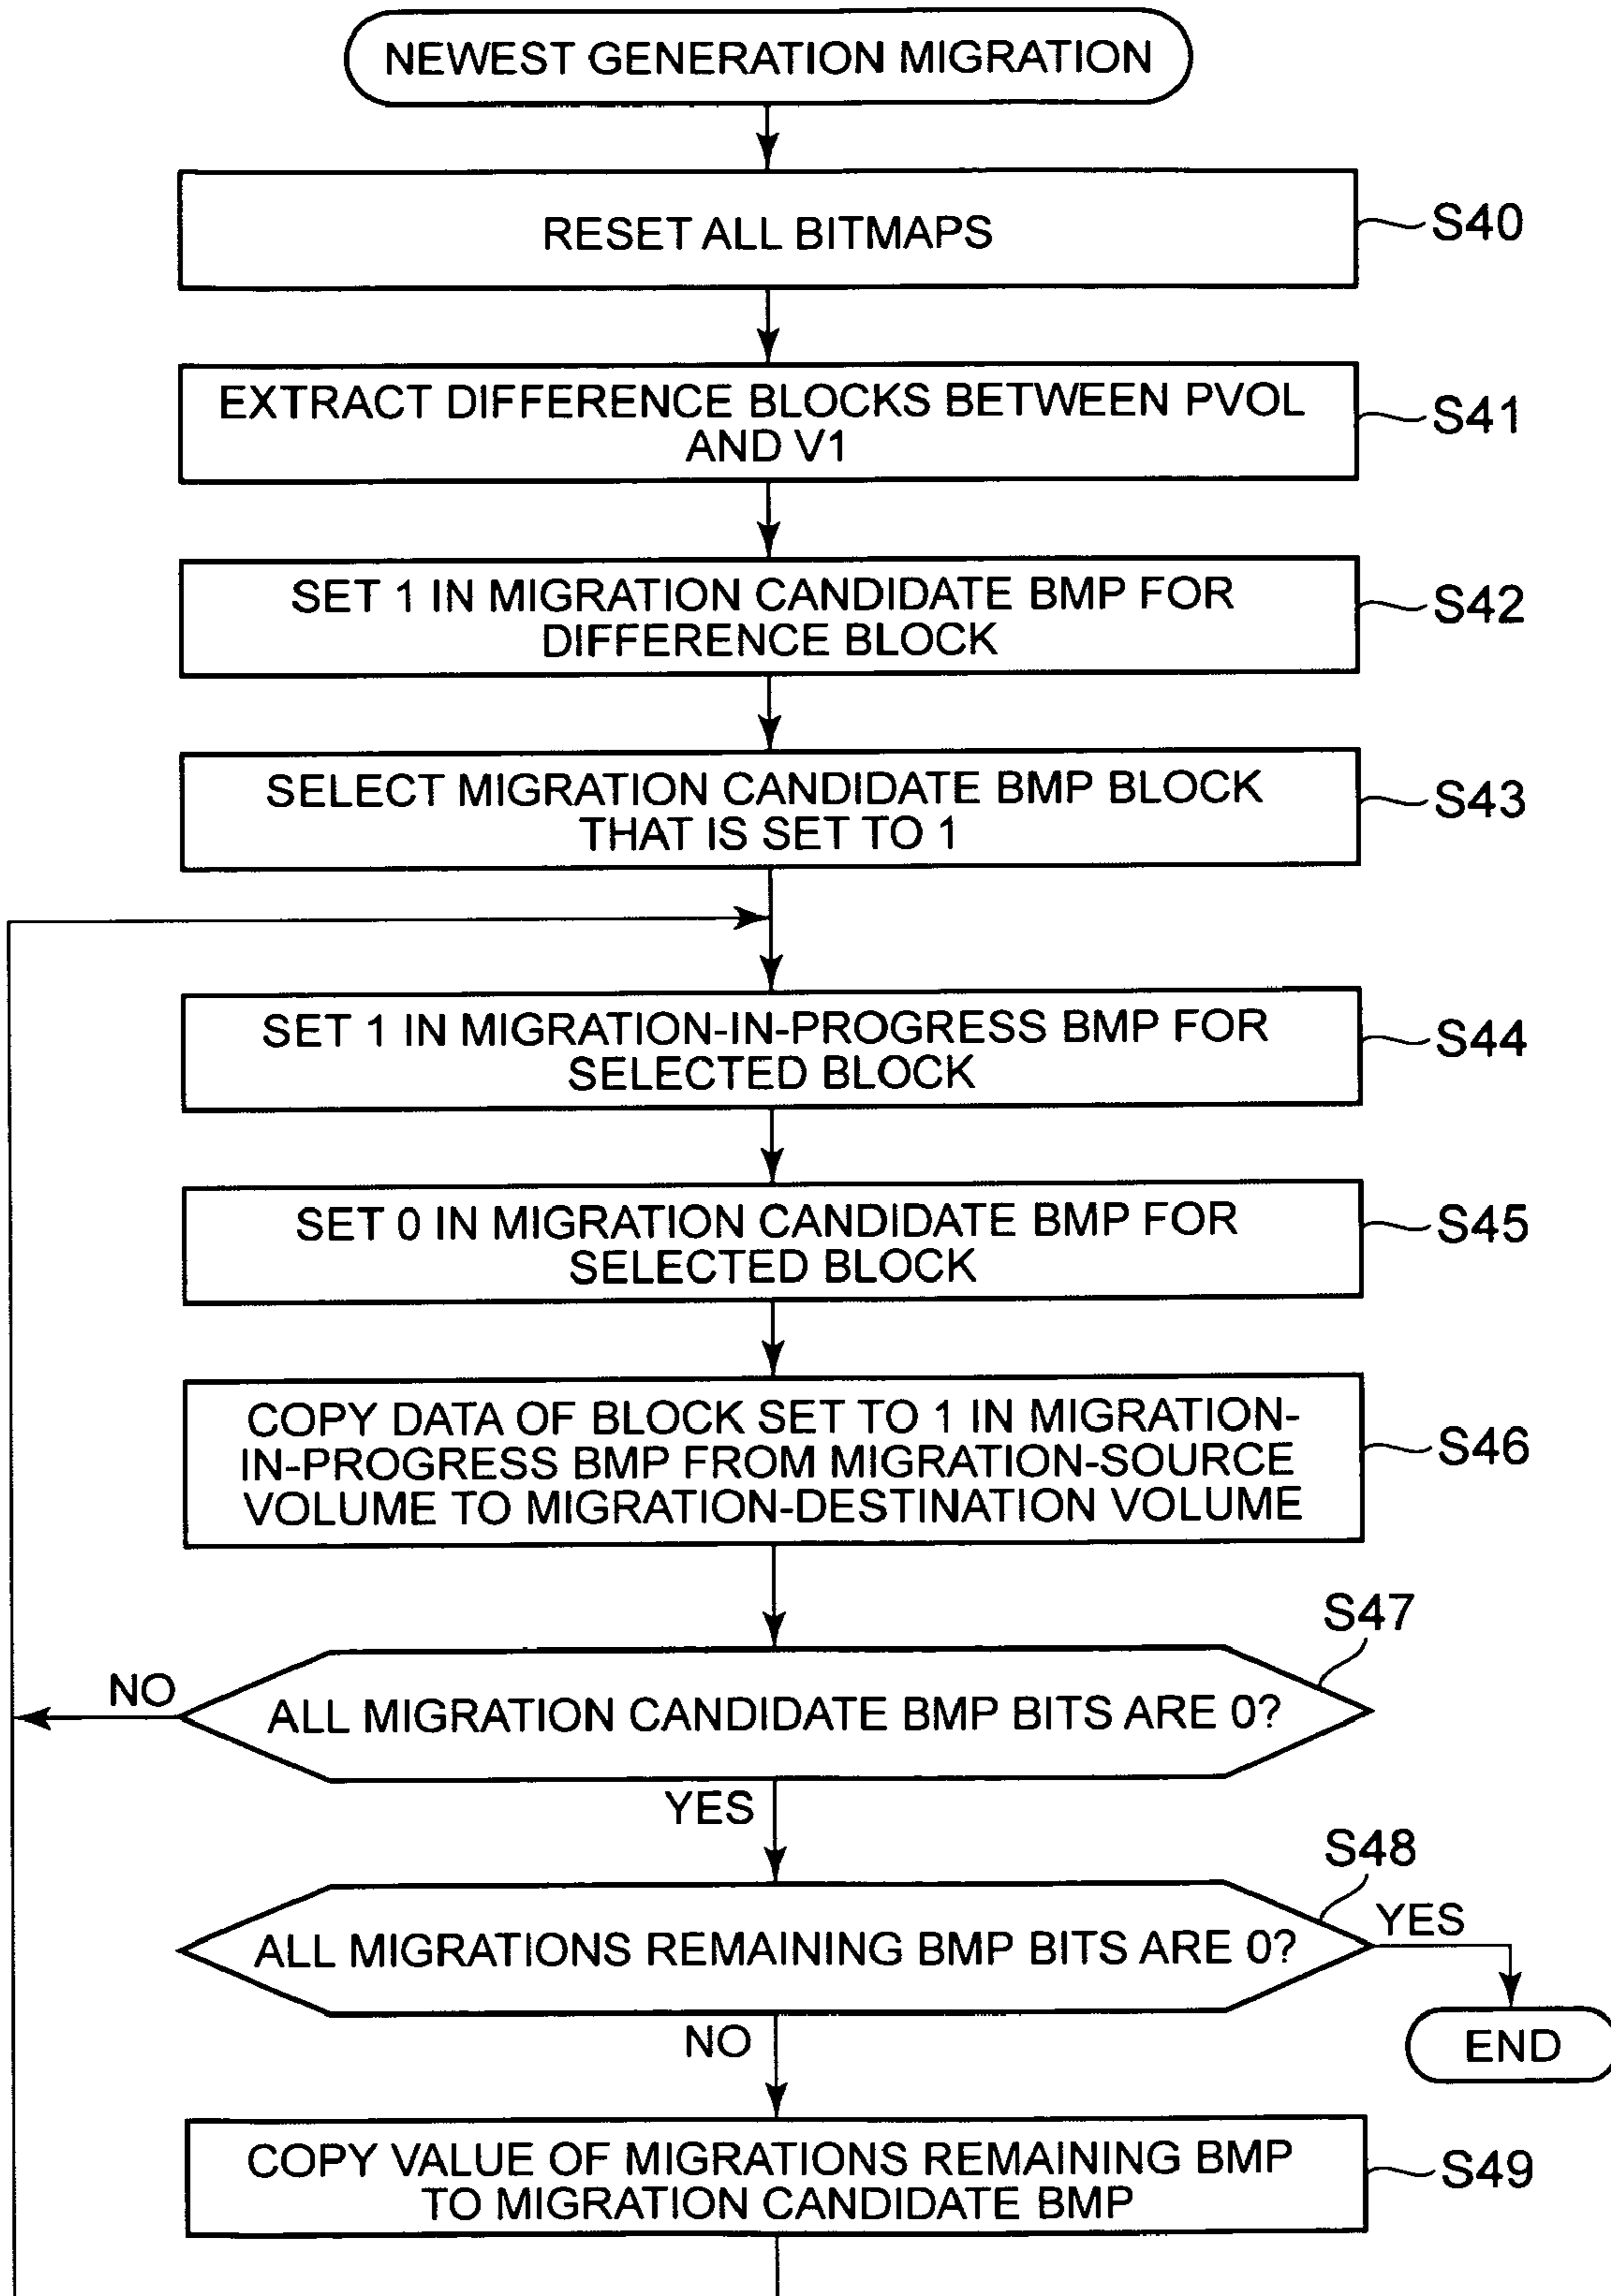 NEWEST GENERATION MIGRATION
RESET ALL BITMAPS
S40
EXTRACT DIFFERENCE BLOCKS BETWEEN PVOL
AND V1
S41
SET 1 IN MIGRATION CANDIDATE BMP FOR
DIFFERENCE BLOCK
S42
SELECT MIGRATION CANDIDATE BMP BLOCK
THAT IS SET TO 1
S43
SET 1 IN MIGRATION-IN-PROGRESS BMP FOR
SELECTED BLOCK
S44
SET 0 IN MIGRATION CANDIDATE BMP FOR
SELECTED BLOCK
S45
COPY DATA OF BLOCK SET TO 1 IN MIGRATION-
IN-PROGRESS BMP FROM MIGRATION-SOURCE
VOLUME TO MIGRATION-DESTINATION VOLUME
S46
S47
NO
ALL MIGRATION CANDIDATE BMP BITS ARE 0?
YES
S48
YES
ALL MIGRATIONS REMAINING BMP BITS ARE 0?
NO
END
COPY VALUE OF MIGRATIONS REMAINING BMP
TO MIGRATION CANDIDATE BMP
S49